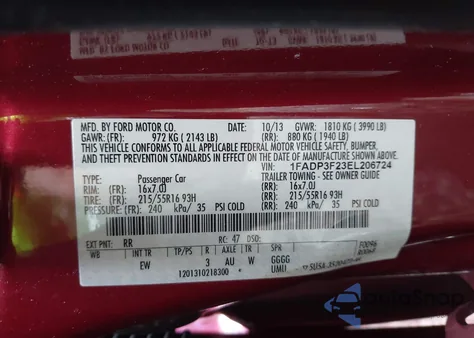 MFD. BY FORD MOTOR CO.
DATE: 10/13 GVWR: 1810 KG ( 3990 LB)
GAWR: (FR): 972 KG ( 2143 LB) (RR): 880 KG ( 1940 LB)
THIS VEHICLE CONFORMS TO ALL APPLICABLE FEDERAL MOTOR VEHICLE SAFETY, BUMPER,
AND THEFT PREVENTION STANDARDS IN EFFECT ON THE DATE OF MANUFACTURE SHOWN ABOVE.
VIN: 1FADP3F23EL206724
TYPE: Passenger Car TRAILER TOWING - SEE OWNER GUIDE
RIM: (FR): 16x7.0J (RR): 16x7.0J
TIRE: (FR): 215/55R16 93H (RR): 215/55R16 93H
PRESSURE: (FR): 240 kPa/ 35 PSI COLD (RR): 240 kPa/ 35 PSI COLD
EXT PNT: RR RC: 47 DSO: F0096
WB INT TR TP/PS R AXLE TR SPR
EW 3 AU W GGGG
1201310218300 UMU